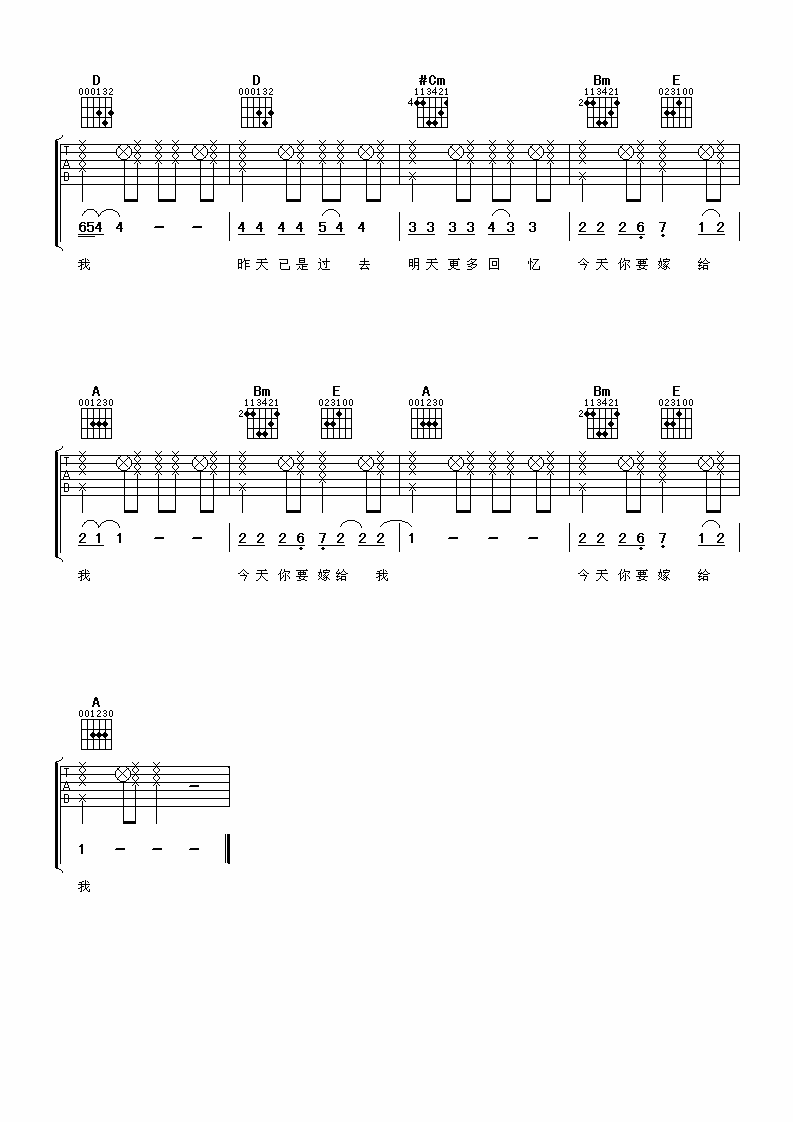 D D #Cm Bm E
000132 000132 113421 113421 023100
4 2
T
A
B
654 4 - - 4 4 4 4 5 4 4 3 3 3 3 4 3 3 2 2 2 6 7 1 2
我 昨天已是过 去 明天更多回 忆 今天你要嫁 给
A Bm E A Bm E
001230 113421 023100 001230 113421 023100
2 2
T
A
B
2 1 1 - - 2 2 2 6 7 2 2 2 1 - - - 2 2 2 6 7 1 2
我 今天你要嫁给 我 今天你要嫁 给
A
001230
T
A
B
1 - - -
我